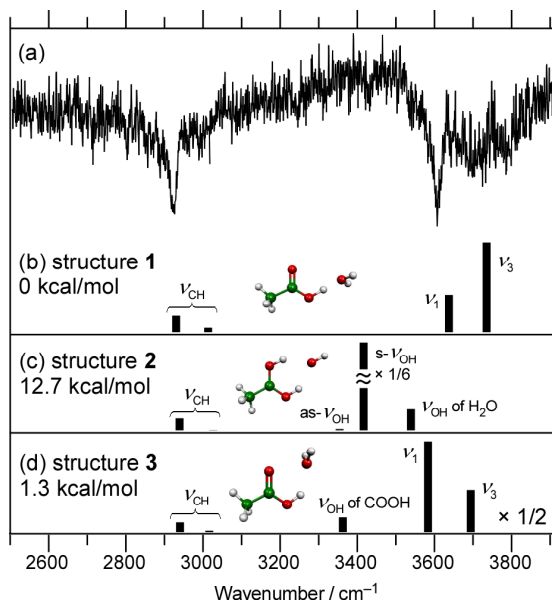 (a)
(b) structure 1
0 kcal/mol
νCH
ν1
ν3
(c) structure 2
12.7 kcal/mol
νCH
as-νOH
s-νOH
× 1/6
νOH of H2O
(d) structure 3
1.3 kcal/mol
νCH
νOH of COOH
ν1
ν3
× 1/2
2600 2800 3000 3200 3400 3600 3800
Wavenumber / cm−1